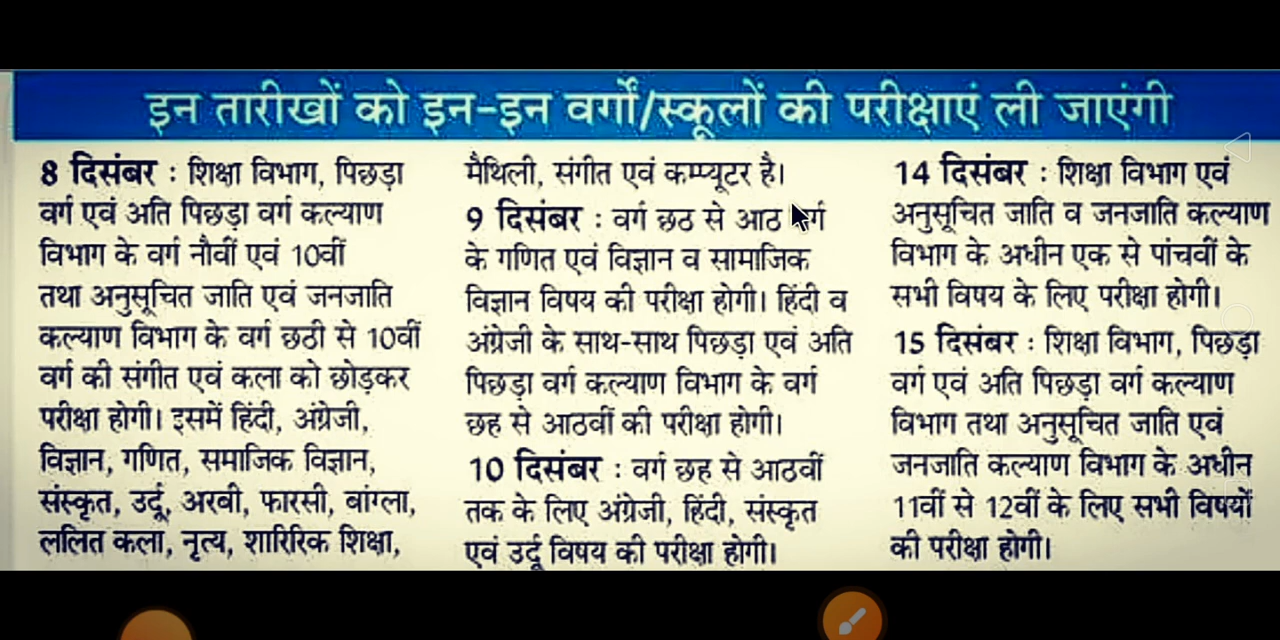 इन तारीखों को इन-इन वर्गों/स्कूलों की परीक्षाएं ली जाएंगी
8 दिसंबर : शिक्षा विभाग, पिछड़ा
वर्ग एवं अति पिछड़ा वर्ग कल्याण
विभाग के वर्ग नौवीं एवं 10वीं
तथा अनुसूचित जाति एवं जनजाति
कल्याण विभाग के वर्ग छठी से 10वीं
वर्ग की संगीत एवं कला को छोड़कर
परीक्षा होगी। इसमें हिंदी, अंग्रेजी,
विज्ञान, गणित, समाजिक विज्ञान,
संस्कृत, उर्दू, अरबी, फारसी, बांग्ला,
ललित कला, नृत्य, शारिरिक शिक्षा,
मैथिली, संगीत एवं कम्प्यूटर है।
9 दिसंबर : वर्ग छठ से आठ
के गणित एवं विज्ञान व सामाजिक
विज्ञान विषय की परीक्षा होगी। हिंदी व
अंग्रेजी के साथ-साथ पिछड़ा एवं अति
पिछड़ा वर्ग कल्याण विभाग के वर्ग
छह से आठवीं की परीक्षा होगी।
10 दिसंबर : वर्ग छह से आठवीं
तक के लिए अंग्रेजी, हिंदी, संस्कृत
एवं उर्दू विषय की परीक्षा होगी।
14 दिसंबर : शिक्षा विभाग एवं
अनुसूचित जाति व जनजाति कल्याण
विभाग के अधीन एक से पांचवीं के
सभी विषय के लिए परीक्षा होगी।
15 दिसंबर : शिक्षा विभाग, पिछड़ा
वर्ग एवं अति पिछड़ा वर्ग कल्याण
विभाग तथा अनुसूचित जाति एवं
जनजाति कल्याण विभाग के अधीन
11वीं से 12वीं के लिए सभी विषयों
की परीक्षा होगी।